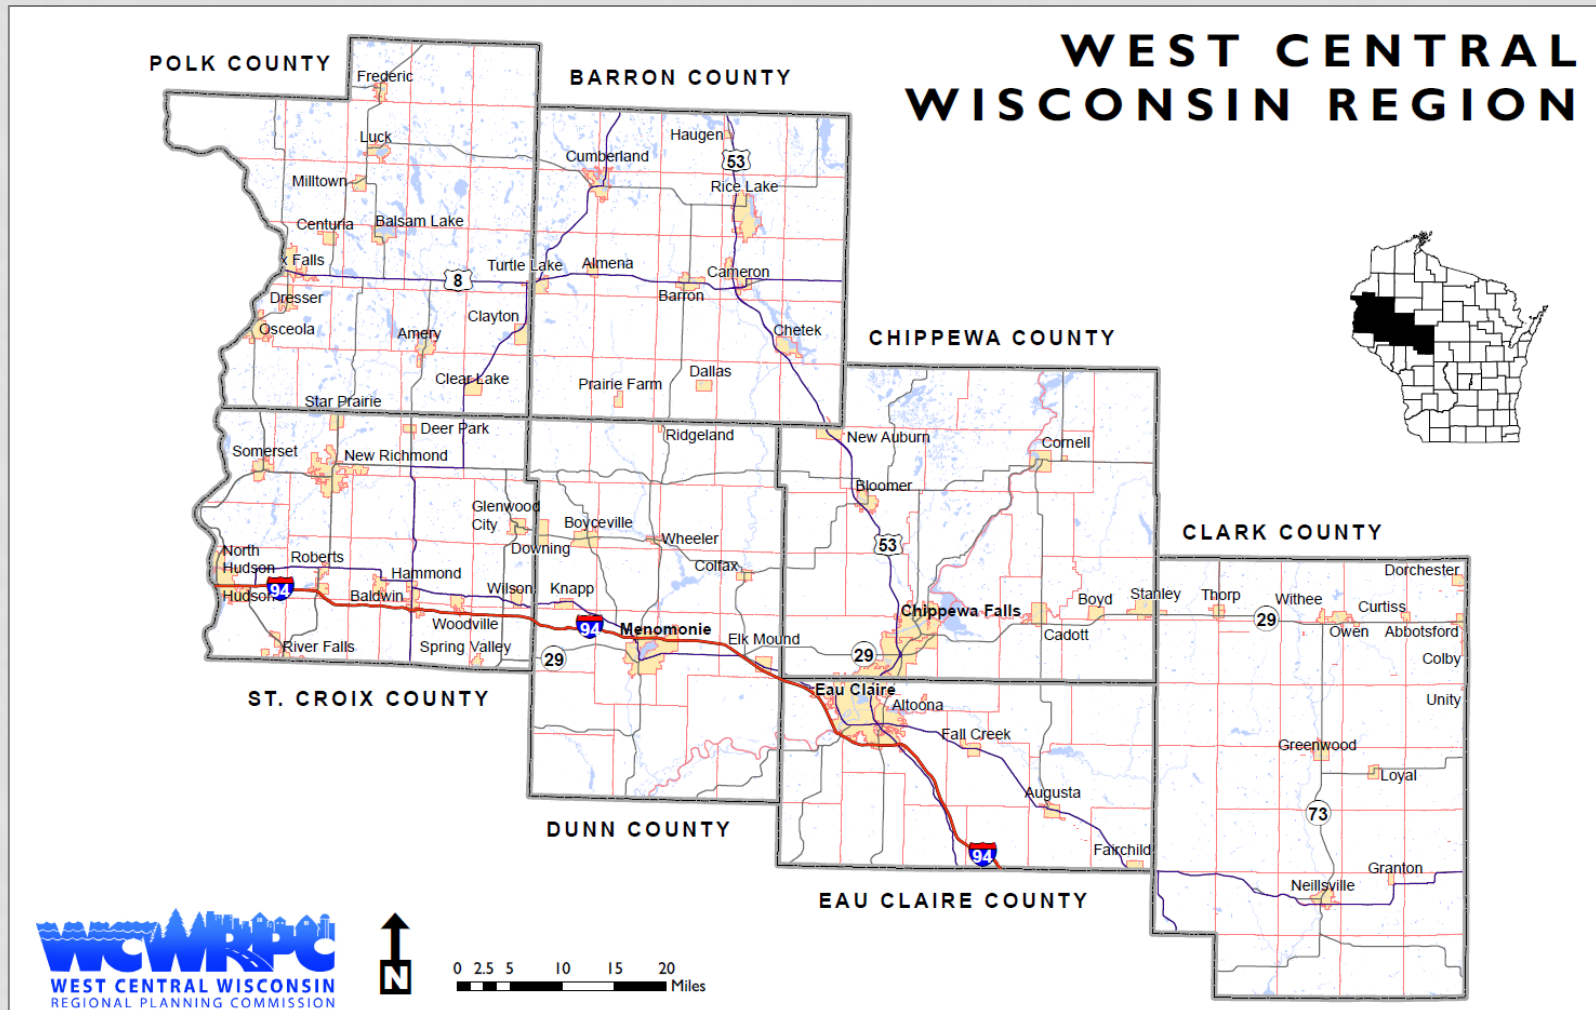 WEST CENTRAL
WISCONSIN REGION
POLK COUNTY
BARRON COUNTY
Frederic
Luck
Haugen
Cumberland
53
Milltown
Rice Lake
Centuria
Balsam Lake
x Falls
Turtle Lake
Almena
8
Cameron
Dresser
Barron
Clayton
Osceola
Amery
Chetek
CHIPPEWA COUNTY
Clear Lake
Prairie Farm
Dallas
Star Prairie
Deer Park
Ridgeland
New Auburn
Cornell
Somerset
New Richmond
Bloomer
Glenwood
City
Boyceville
Wheeler
CLARK COUNTY
Downing
53
North
Hudson
Roberts
Colfax
Dorchester
Hammond
94
Hudson
Baldwin
Wilson
Knapp
Chippewa Falls
Boyd
Stanley
Thorp
Withee
Curtiss
Woodville
94
Menomonie
Elk Mound
Cadott
29
Owen
Abbotsford
River Falls
Spring Valley
29
29
Colby
ST. CROIX COUNTY
Eau Claire
Altoona
Unity
Fall Creek
Greenwood
Loyal
Augusta
73
DUNN COUNTY
94
Fairchild
Granton
Neillsville
EAU CLAIRE COUNTY
WCWRPC
WEST CENTRAL WISCONSIN
REGIONAL PLANNING COMMISSION
N
0 2.5 5 10 15 20
Miles